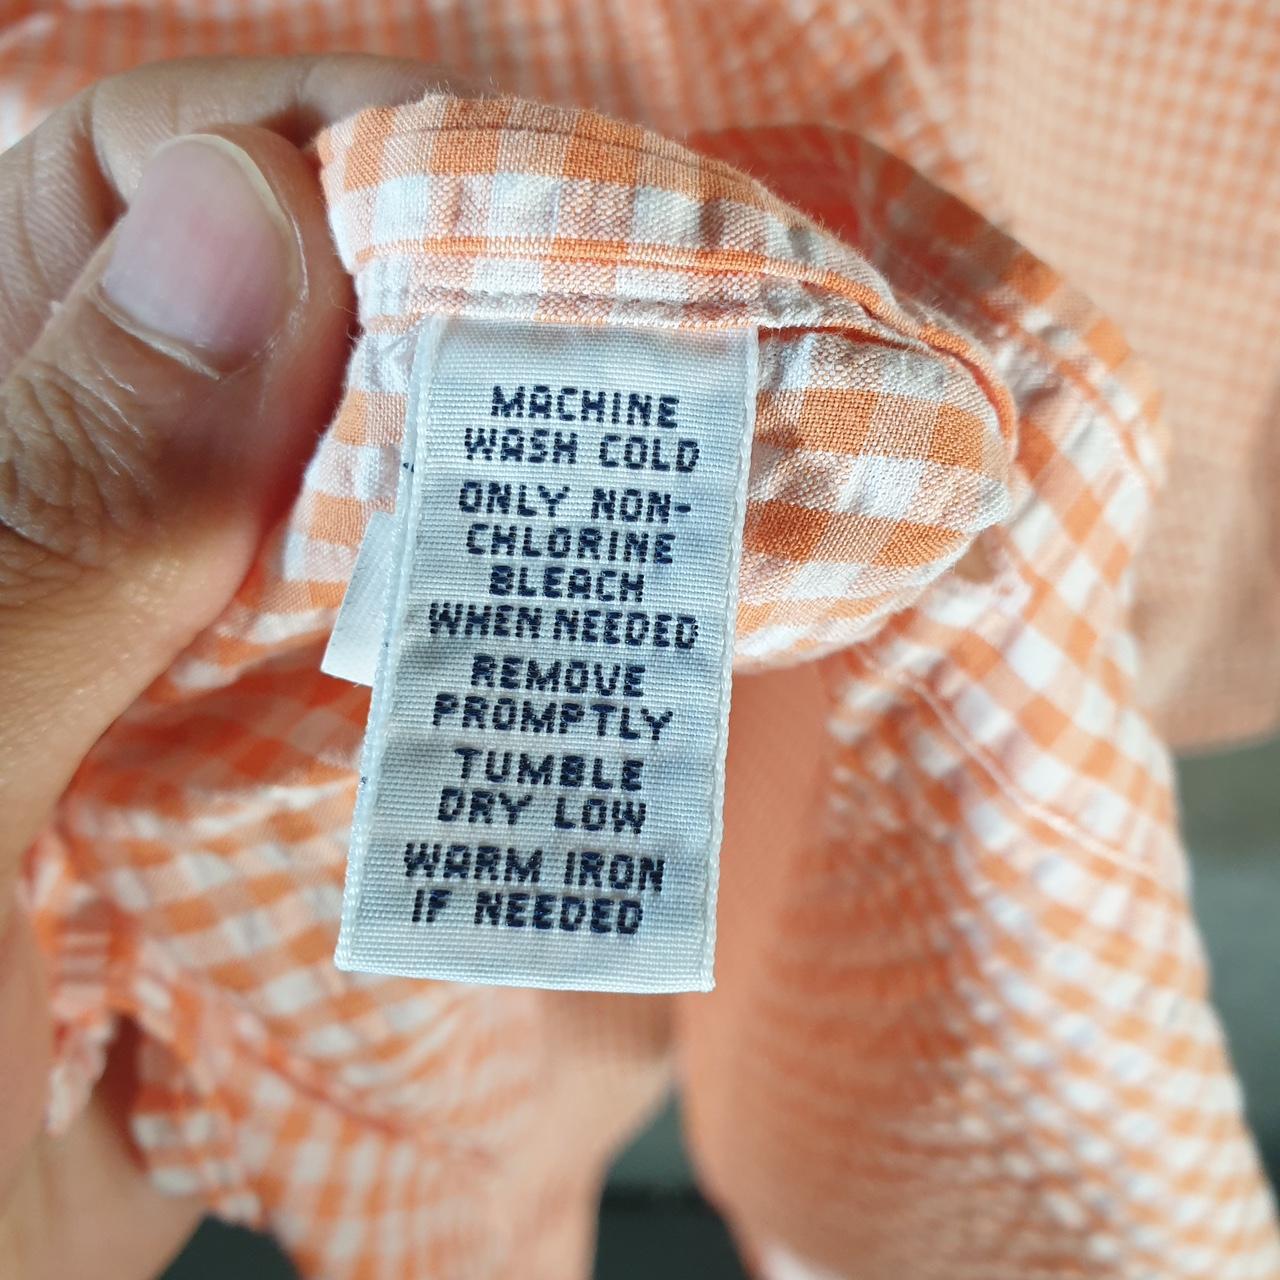 MACHINE
WASH COLD
ONLY NON-
CHLORINE
BLEACH
WHEN NEEDED
REMOVE
PROMPTLY
TUMBLE
DRY LOW
WARM IRON
IF NEEDED